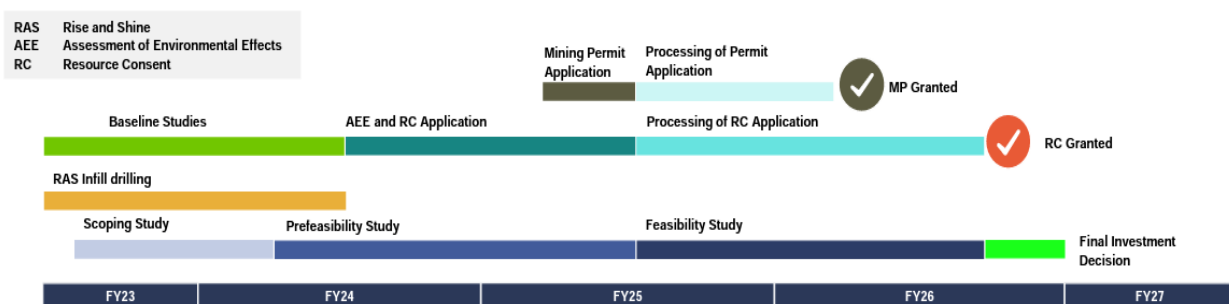 RAS Rise and Shine
AEE Assessment of Environmental Effects
RC Resource Consent
Mining Permit
Application
Processing of Permit
Application
MP Granted
Baseline Studies
AEE and RC Application
Processing of RC Application
RC Granted
RAS Infill drilling
Scoping Study
Prefeasibility Study
Feasibility Study
Final Investment
Decision
FY23 FY24 FY25 FY26 FY27